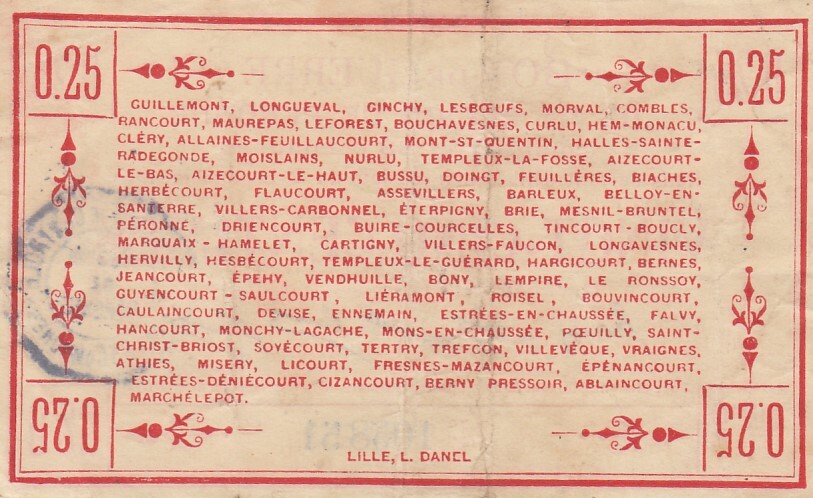 0.25
0.25
GUILLEMONT, LONGUEVAL, GINCHY, LESBŒUFS, MORVAL, COMBLES,
RANCOURT, MAUREPAS, LEFOREST, BOUCHAVESNES, CURLU, HEM-MONACU,
CLÉRY, ALLAINES-FEUILLAUCOURT, MONT-ST-QUENTIN, HALLES-SAINTE-
RADEGONDE, MOISLAINS, NURLU, TEMPLEUX-LA-FOSSE, AIZECOURT-
LE-BAS, AIZECOURT-LE-HAUT, BUSSU, DOINGT, FEUILLÈRES, BIACHES,
HERBÉCOURT, FLAUCOURT, ASSEVILLERS, BARLEUX, BELLOY-EN-
SANTERRE, VILLERS-CARBONNEL, ÉTERPIGNY, BRIE, MESNIL-BRUNTEL,
PÉRONNE, DRIENCOURT, BUIRE-COURCELLES, TINCOURT-BOUCLY,
MARQUAIX-HAMELET, CARTIGNY, VILLERS-FAUCON, LONGAVESNES,
HERVILLY, HESBÉCOURT, TEMPLEUX-LE-GUÉRARD, HARGICOURT, BERNES,
JEANCOURT, ÉPEHY, VENDHUILLE, BONY, LEMPIRE, LE RONSSOY,
GUYENCOURT-SAULCOURT, LIÉRAMONT, ROISEL, BOUVINCOURT,
CAULAINCOURT, DEVISE, ENNEMAIN, ESTRÉES-EN-CHAUSSÉE, FALVY,
HANCOURT, MONCHY-LAGACHE, MONS-EN-CHAUSSÉE, PŒUILLY, SAINT-
CHRIST-BRIOST, SOYÉCOURT, TERTRY, TREFCON, VILLEVÊQUE, VRAIGNES,
ATHIES, MISERY, LICOURT, FRESNES-MAZANCOURT, ÉPÉNANCOURT,
ESTRÉES-DÉNIÉCOURT, CIZANCOURT, BERNY PRESSOIR, ABLAINCOURT,
MARCHÉLEPOT.
0.25
0.25
LILLE, L. DANEL